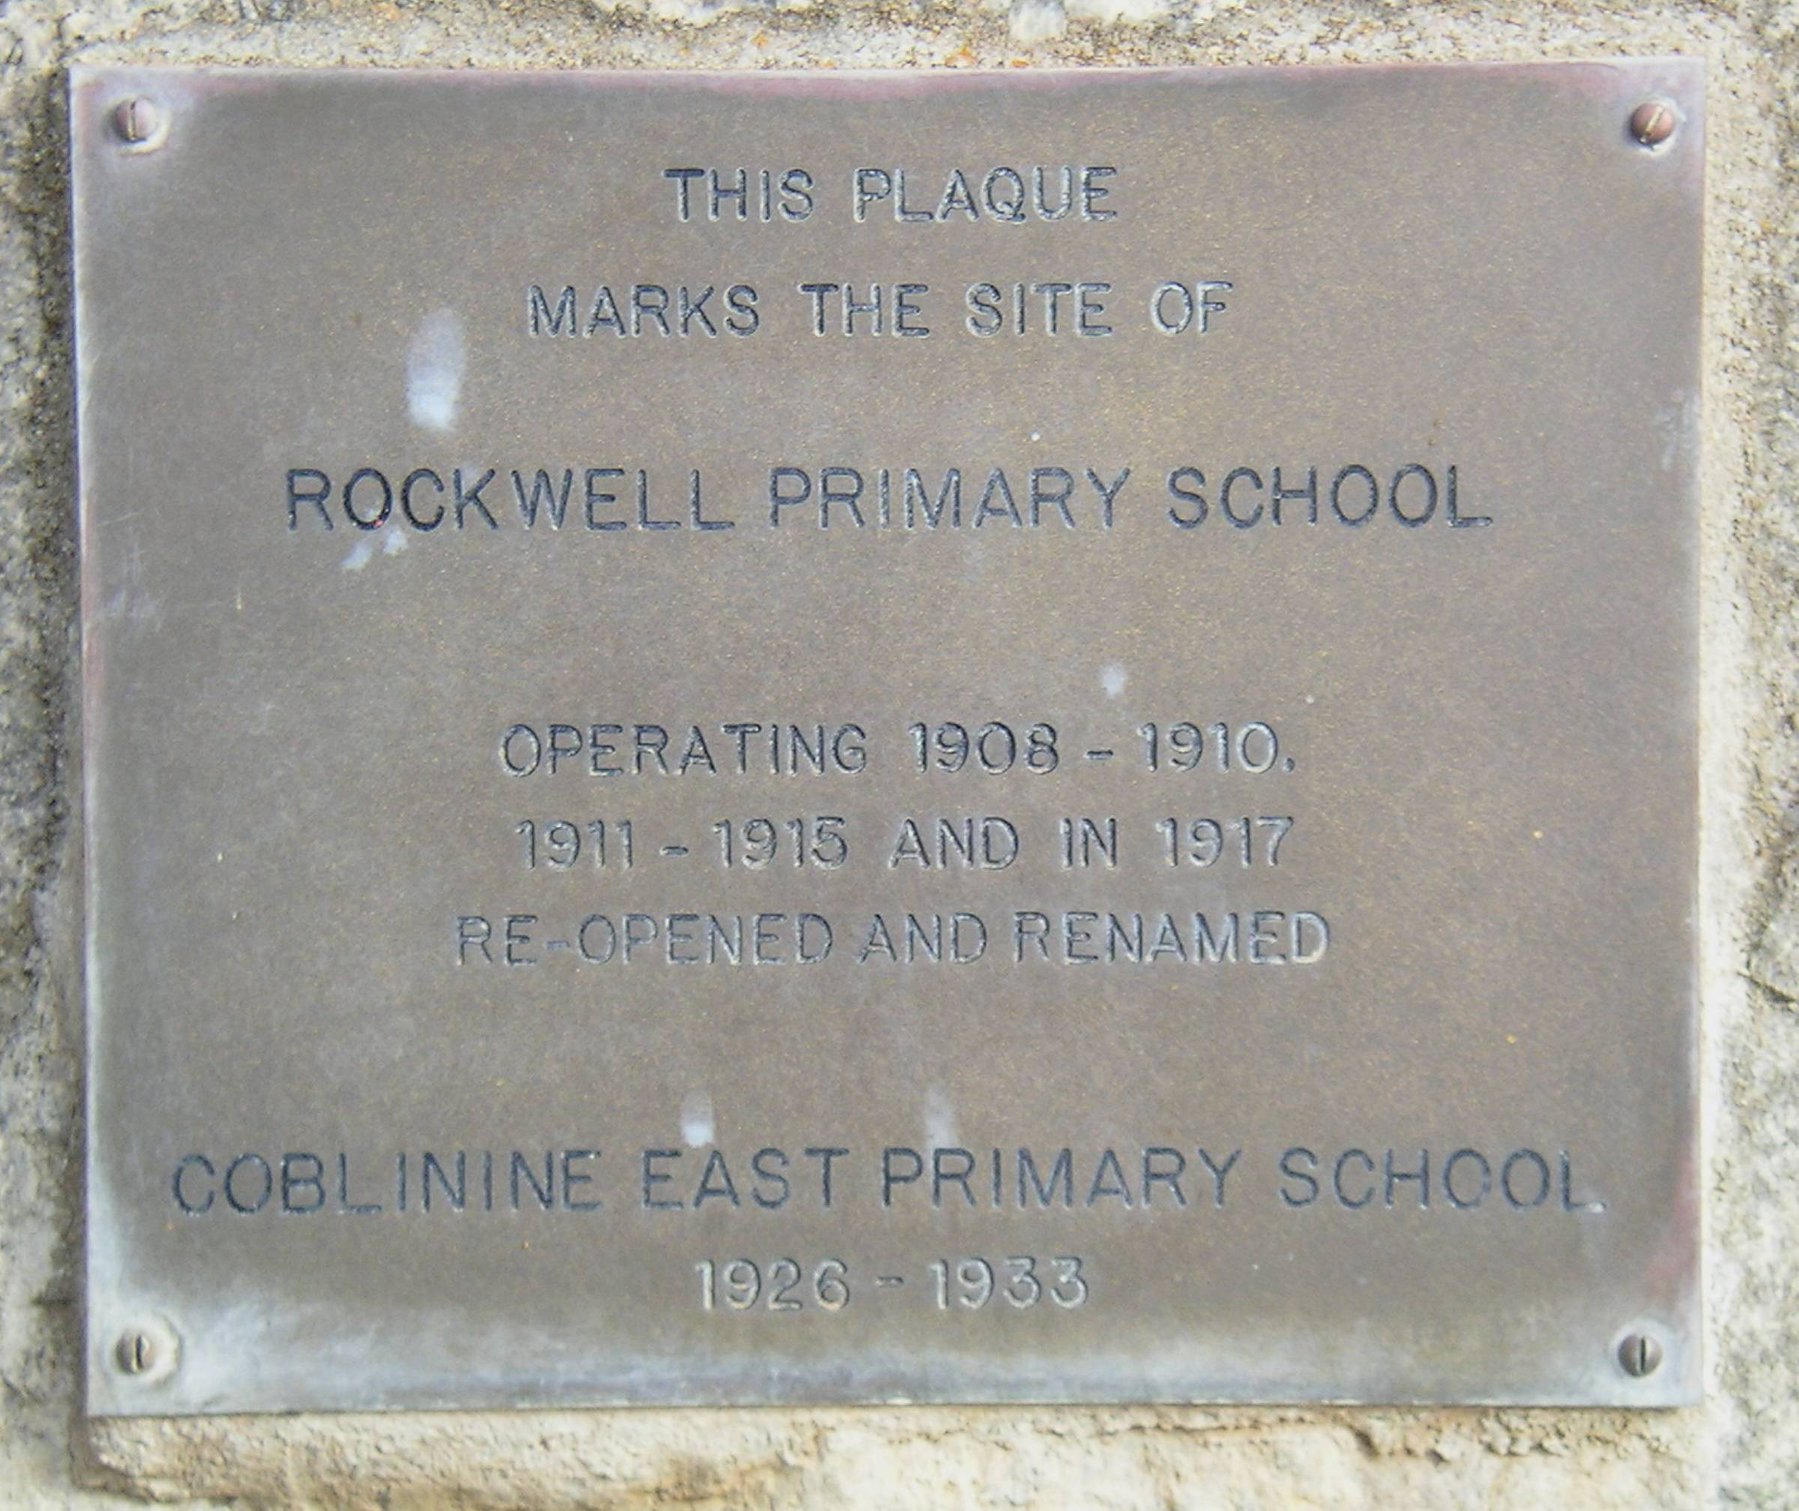 THIS PLAQUE
MARKS THE SITE OF
ROCKWELL PRIMARY SCHOOL
OPERATING 1908 - 1910.
1911 - 1915 AND IN 1917
RE-OPENED AND RENAMED
COBLININE EAST PRIMARY SCHOOL
1926 - 1933